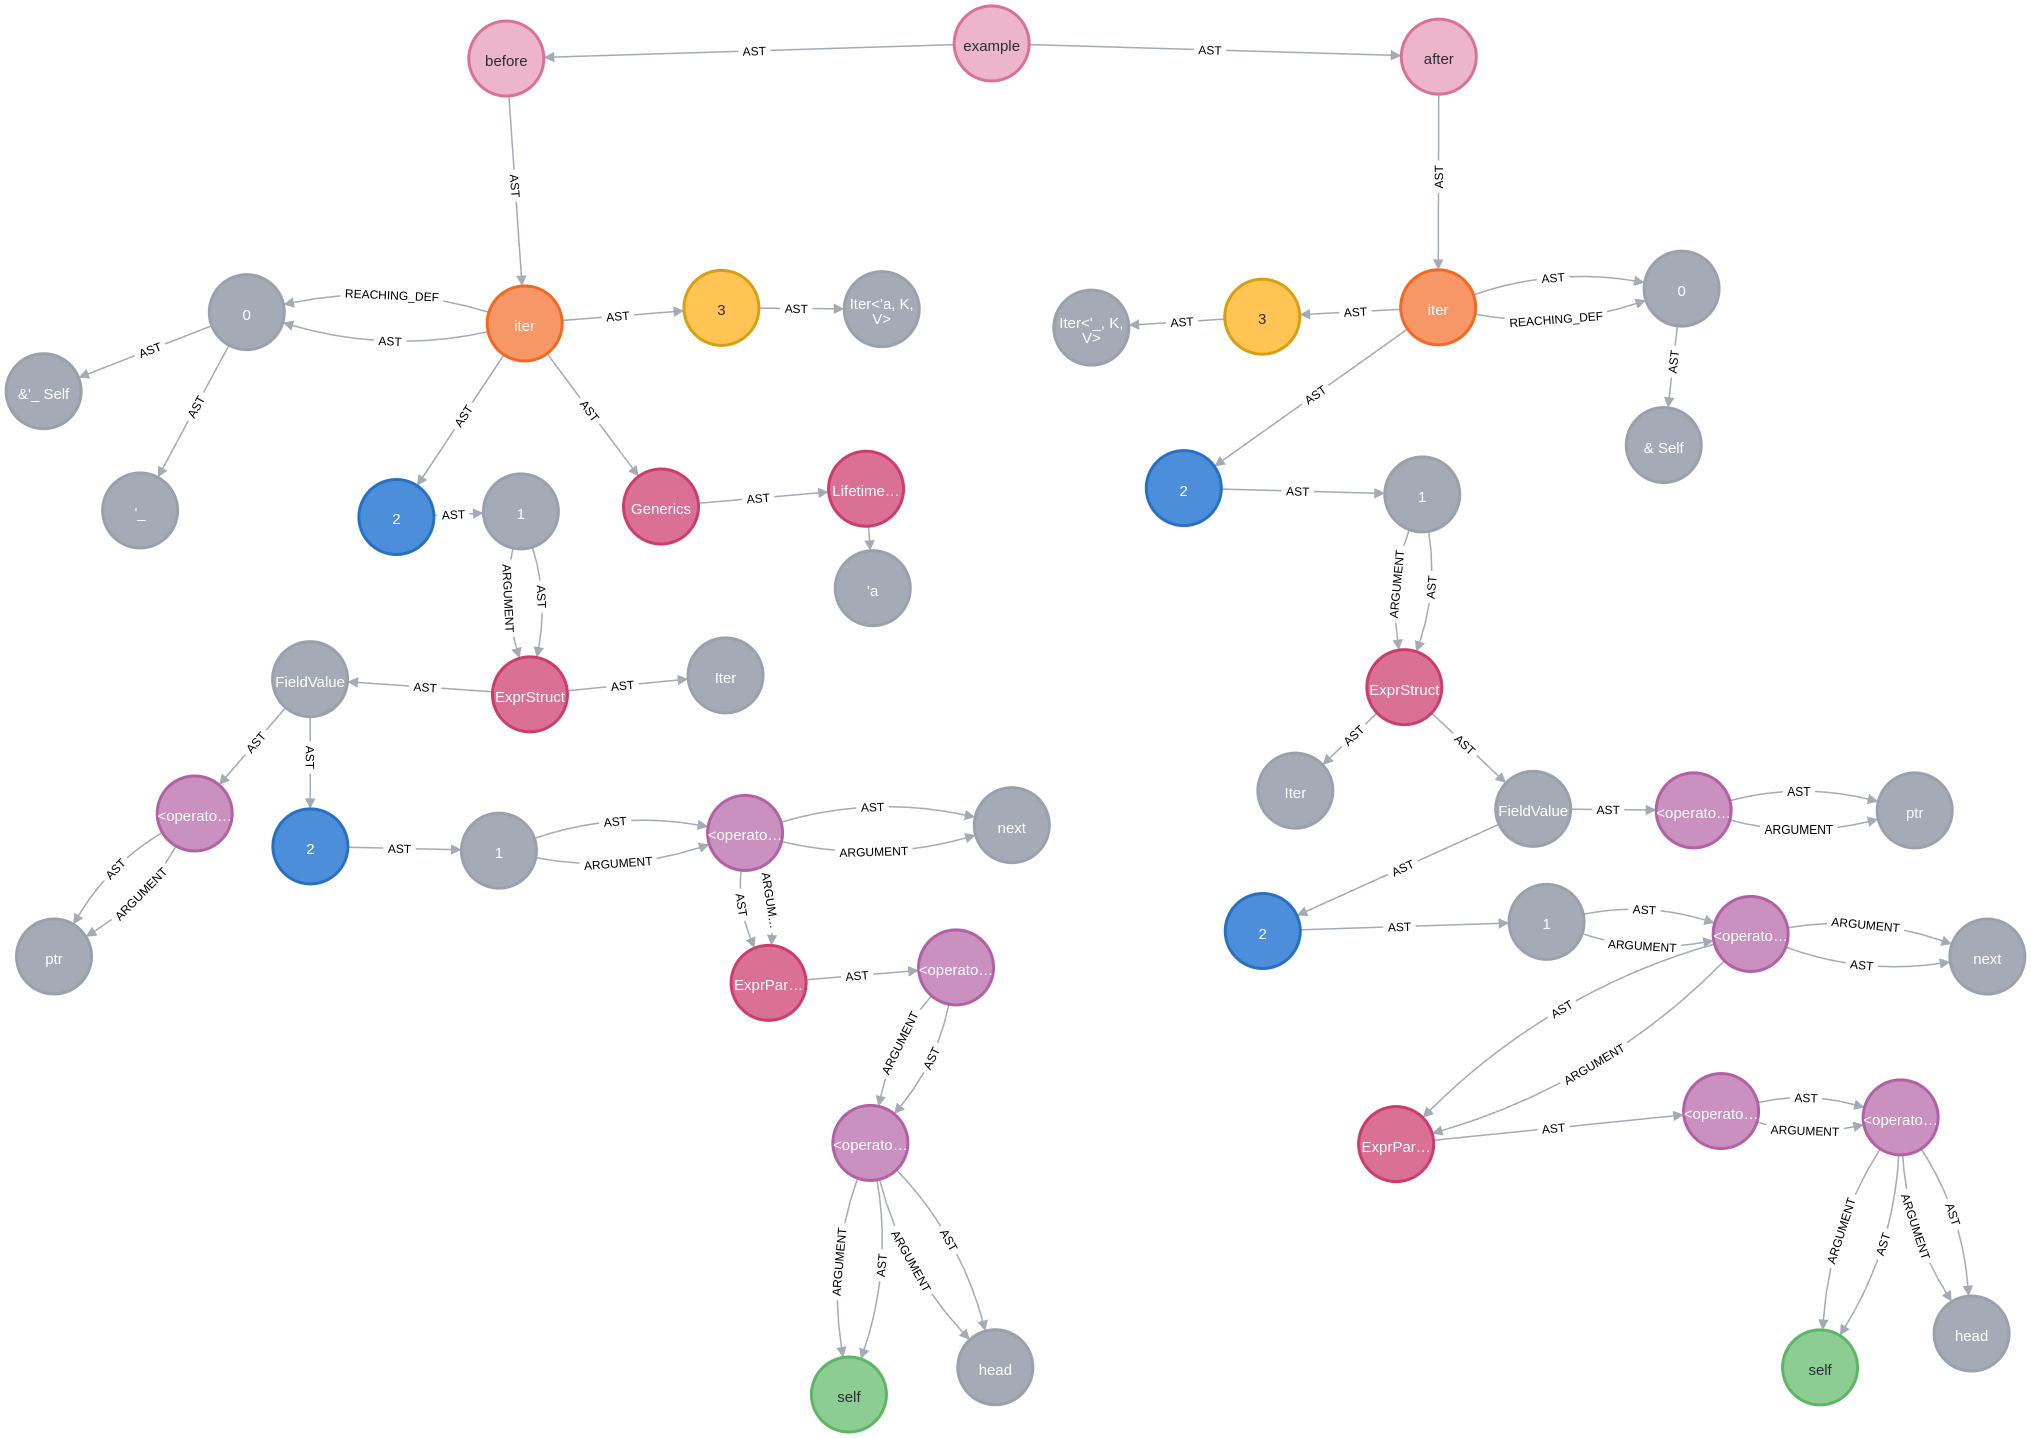 example
AST
AST
before
after
AST
AST
REACHING_DEF
0
AST
iter
AST
3
AST
Iter<'a, K,
V>
AST
&'_ Self
AST
'_
AST
AST
2
AST
1
Generics
AST
Lifetime…
AST
'a
ARGUMENT
AST
FieldValue
AST
ExprStruct
AST
Iter
AST
AST
<operato…
AST
ARGUMENT
ptr
2
AST
1
AST
ARGUMENT
<operato…
AST
ARGUMENT
next
AST
ARGUM…
ExprPar…
AST
<operato…
ARGUMENT
AST
<operato…
ARGUMENT
AST
ARGUMENT
AST
self
head
Iter<'_, K,
V>
AST
3
AST
iter
AST
REACHING_DEF
0
AST
& Self
AST
2
AST
1
ARGUMENT
AST
ExprStruct
AST
AST
Iter
FieldValue
AST
<operato…
AST
ARGUMENT
ptr
AST
2
AST
1
AST
ARGUMENT
<operato…
ARGUMENT
AST
next
AST
ARGUMENT
ExprPar…
AST
<operato…
AST
ARGUMENT
<operato…
ARGUMENT
AST
ARGUMENT
AST
self
head